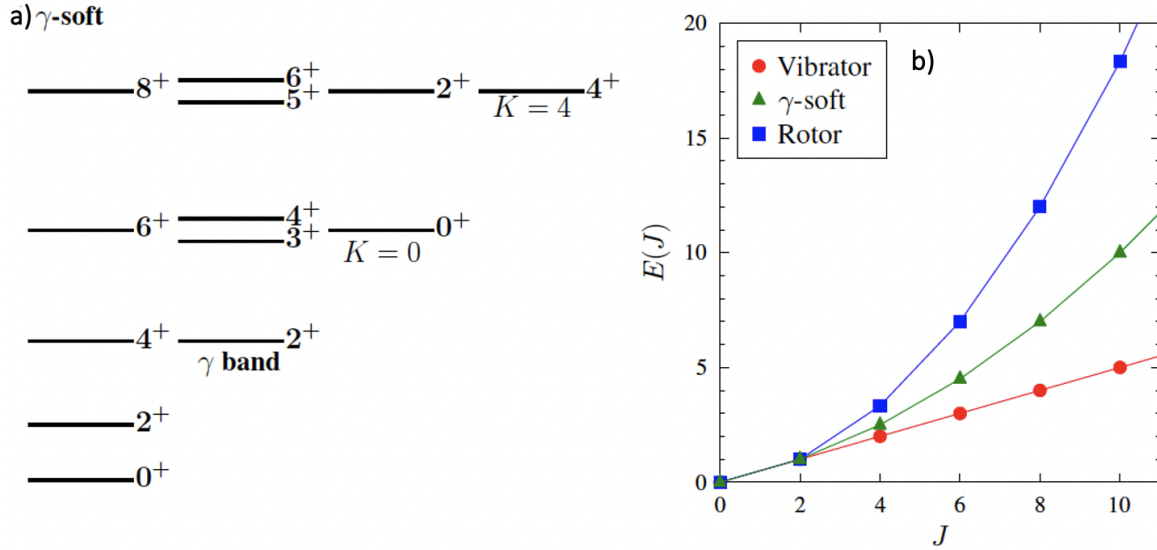 a) γ-soft
8⁺ 6⁺ 5⁺ 2⁺ 4⁺
K = 4
6⁺ 4⁺ 3⁺ 0⁺
K = 0
4⁺ 2⁺
γ band
2⁺
0⁺
b)
Vibrator
γ-soft
Rotor
20
15
10
5
0
E(J)
0 2 4 6 8 10
J